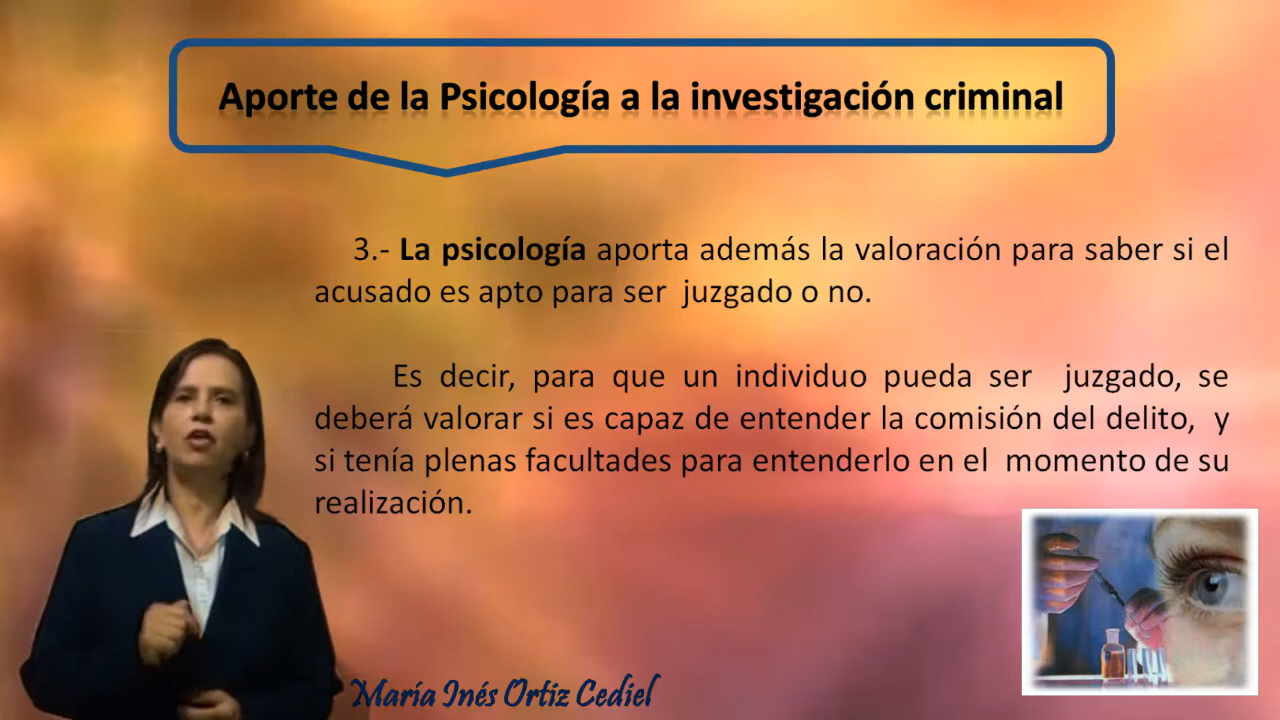 Aporte de la Psicología a la investigación criminal
3.- La psicología aporta además la valoración para saber si el
acusado es apto para ser juzgado o no.
Es decir, para que un individuo pueda ser juzgado, se
deberá valorar si es capaz de entender la comisión del delito, y
si tenía plenas facultades para entenderlo en el momento de su
realización.
María Inés Ortiz Cediel